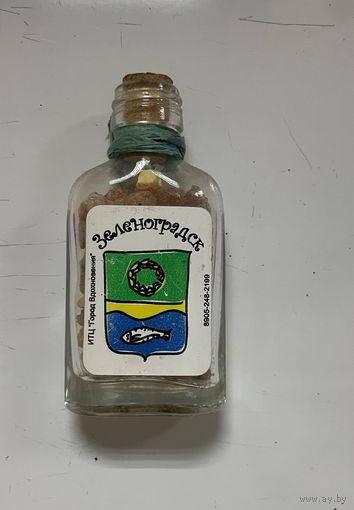 Зеленоградск
ИТЦ "Город Вдохновения"
8905-248-2199
www.ay.by